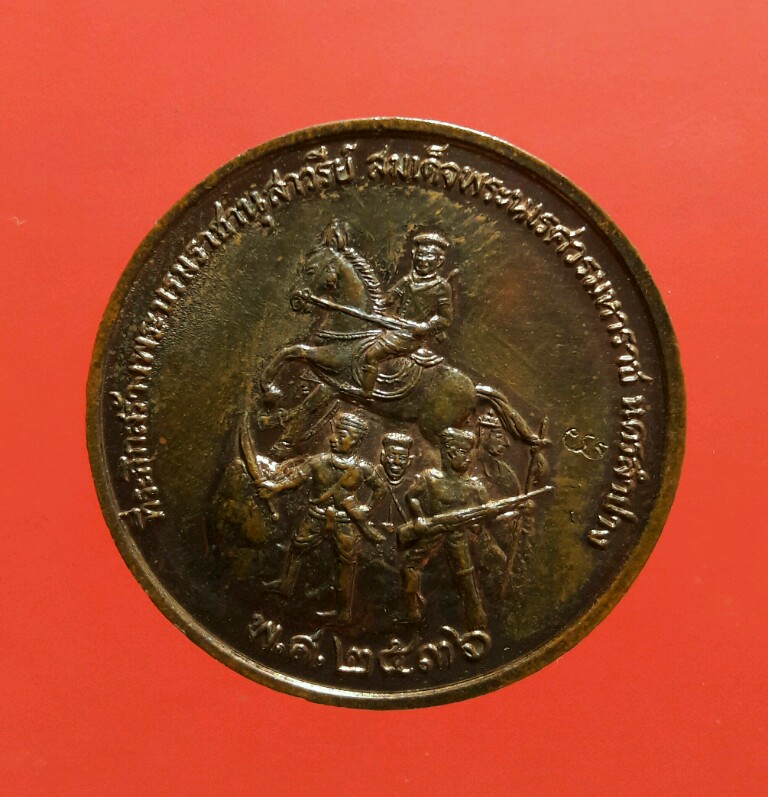 ที่ระลึกสร้างพระบรมราชานุสาวรีย์ สมเด็จพระนเรศวรมหาราช นครลำปาง
พ.ศ. ๒๕๓๖